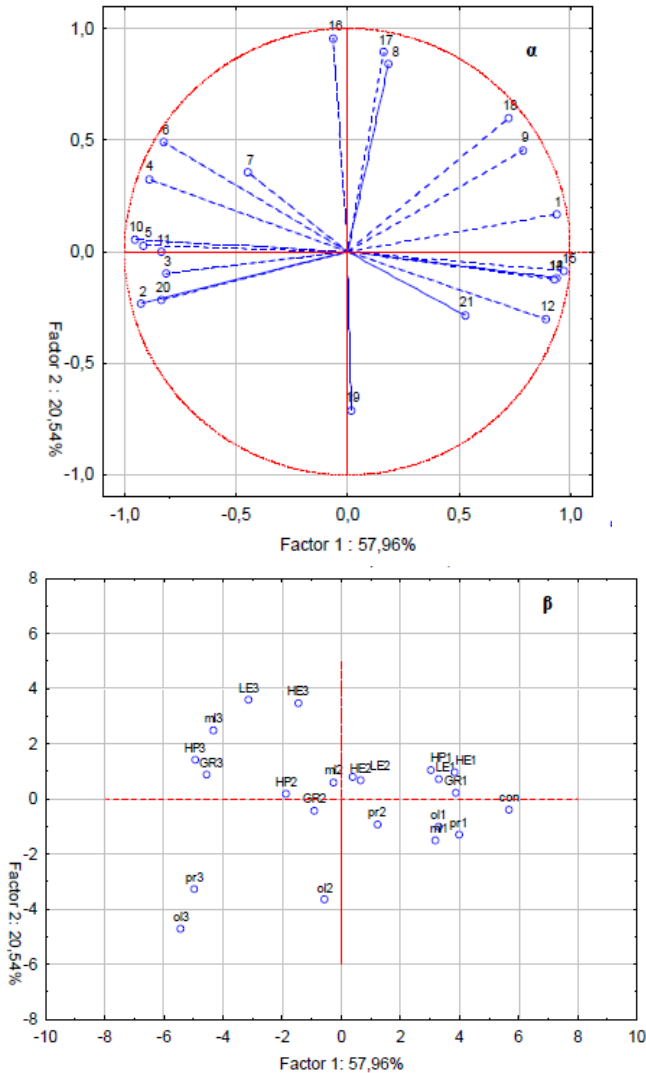 α
1,0
0,5
0,0
-0,5
-1,0
16
17
8
18
6
9
7
4
1
10
5
11
3
15
2
20
21
12
19
Factor 2 : 20,54%
-1,0
-0,5
0,0
0,5
1,0
Factor 1 : 57,96%
β
8
6
4
2
0
-2
-4
-6
-8
LE3
HE3
ml3
HP3
GR3
HP2
ml2
HE2
LE2
GR2
HP1
HE1
LE1
GR1
con
pr2
ol1
ml1
pr1
pr3
ol2
ol3
Factor 2: 20,54%
-10
-8
-6
-4
-2
0
2
4
6
8
10
Factor 1: 57,96%